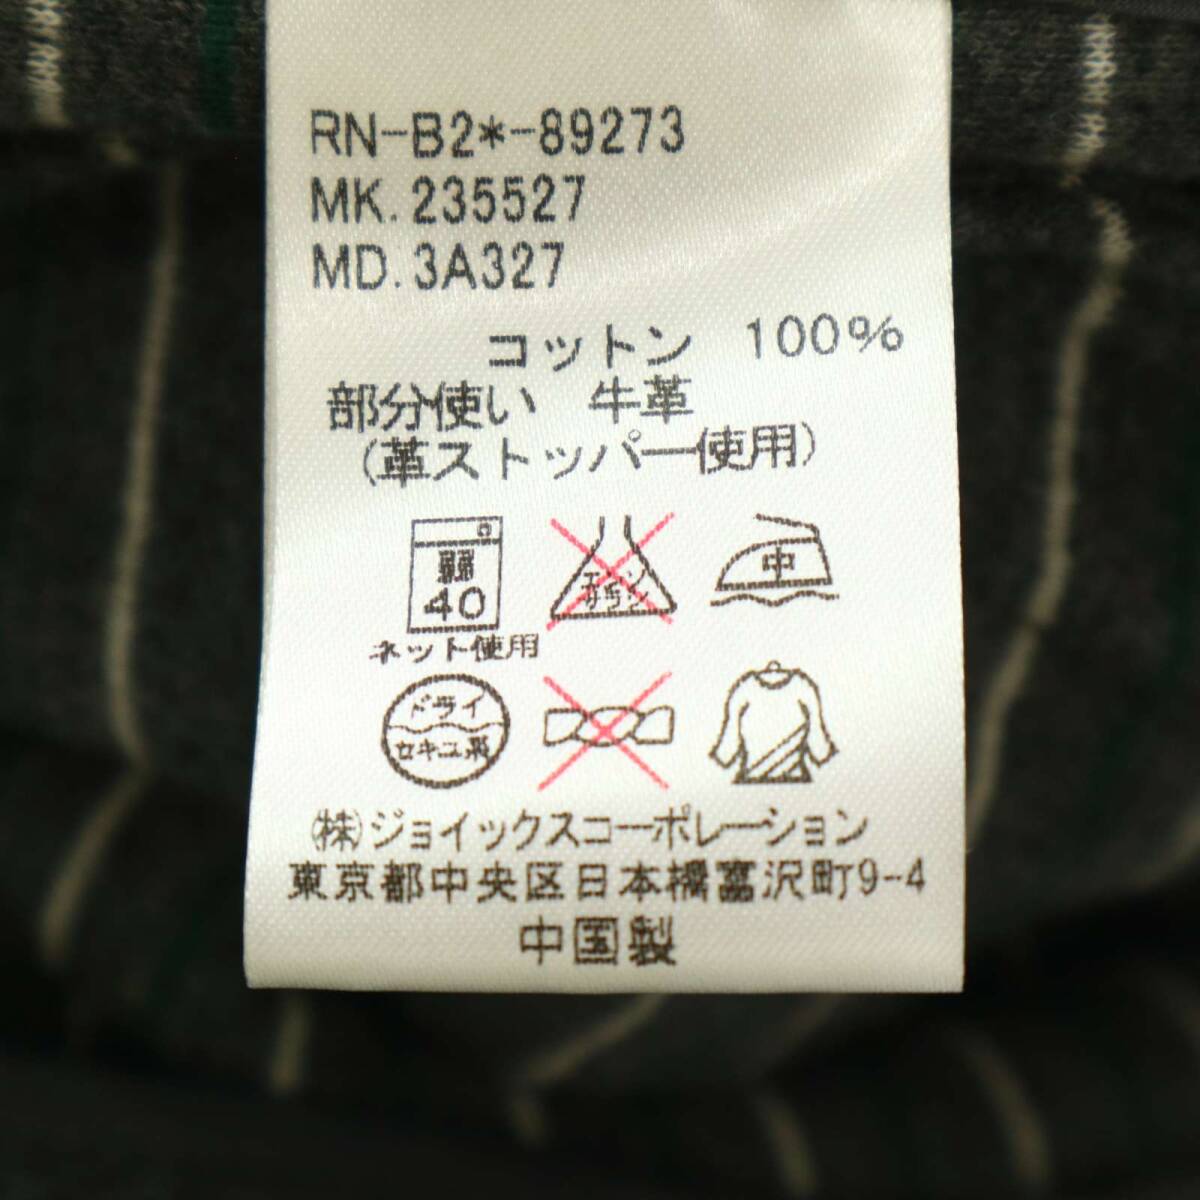 RN-B2*-89273
MK.235527
MD.3A327
コットン 100%
部分使い 牛革
(革ストッパー使用)
弱
40
エンソ
サラシ
中
ネット使用
ドライ
セキユ系
㈱ジョイックスコーポレーション
東京都中央区日本橋富沢町9-4
中国製